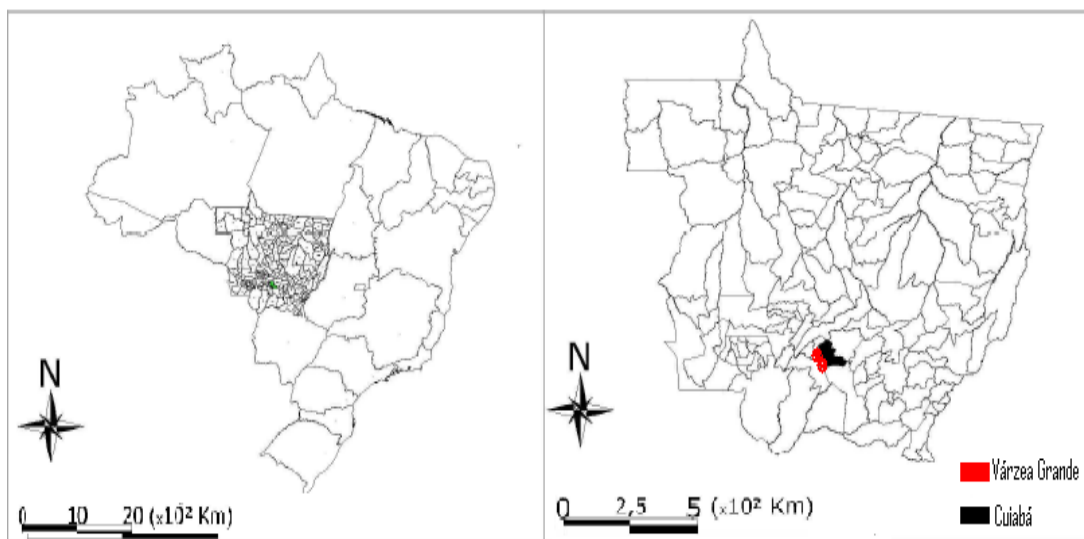 N
0 10 20 (x10² Km)
N
0 2,5 5 (x10² Km)
Várzea Grande
Cuiabá